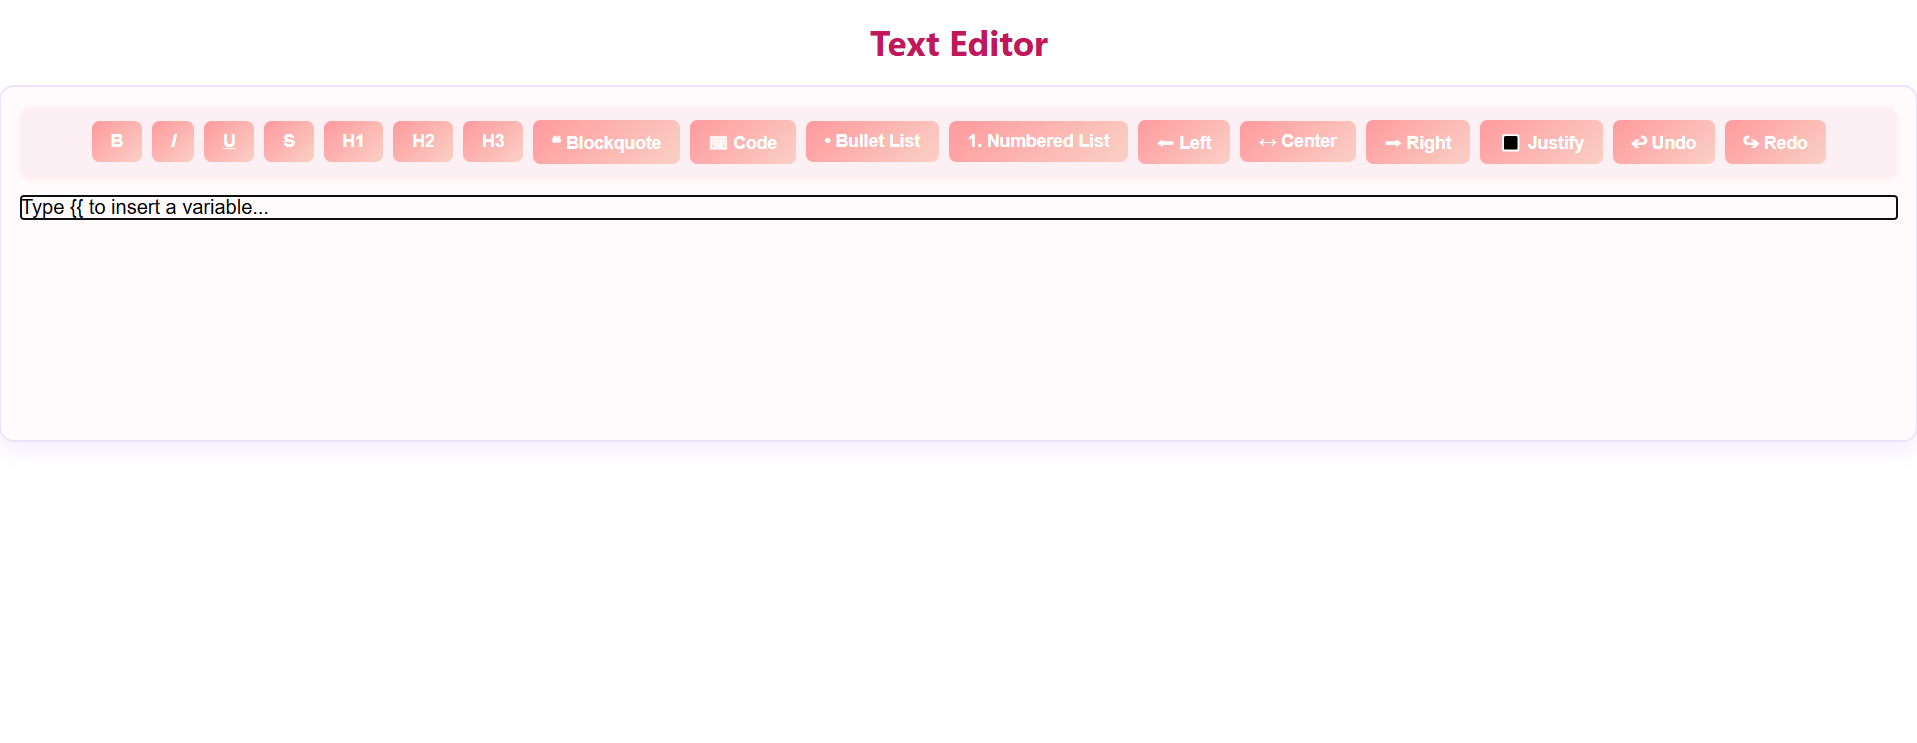 Text Editor
B I U S H1 H2 H3 ❝ Blockquote ⌨ Code • Bullet List 1. Numbered List ⬅ Left ↔ Center ➡ Right 🔲 Justify ↩ Undo ↪ Redo
Type {{ to insert a variable...